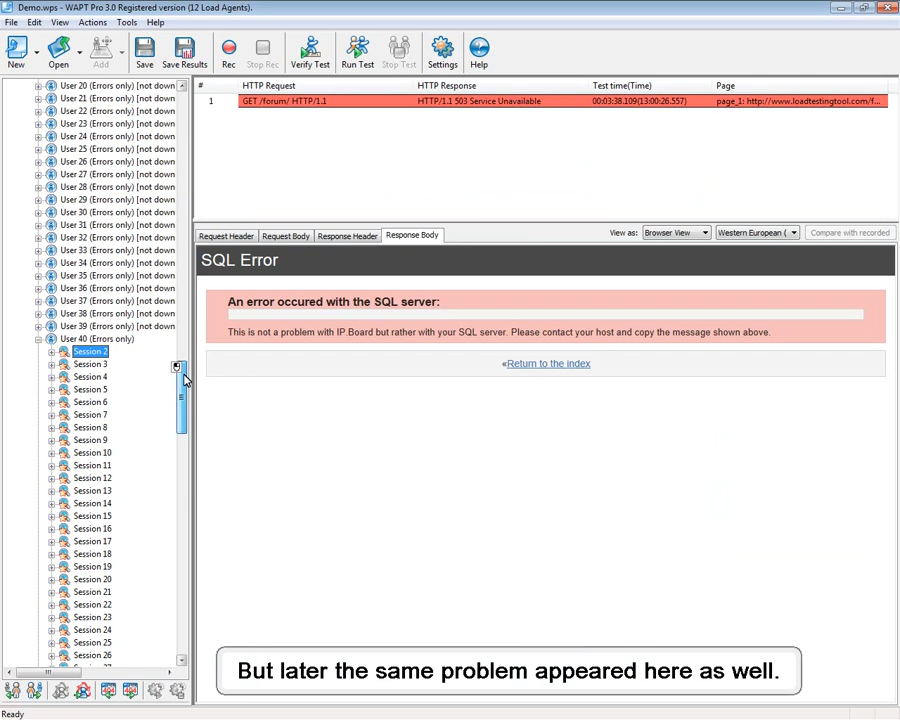 Demo.wps - WAPT Pro 3.0 Registered version (12 Load Agents).
File Edit View Actions Tools Help
New Open Add Save Save Results Rec Stop Rec Verify Test Run Test Stop Test Settings Help
User 20 (Errors only) [not down
User 21 (Errors only) [not down
User 22 (Errors only) [not down
User 23 (Errors only) [not down
User 24 (Errors only) [not down
User 25 (Errors only) [not down
User 26 (Errors only) [not down
User 27 (Errors only) [not down
User 28 (Errors only) [not down
User 29 (Errors only) [not down
User 30 (Errors only) [not down
User 31 (Errors only) [not down
User 32 (Errors only) [not down
User 33 (Errors only) [not down
User 34 (Errors only) [not down
User 35 (Errors only) [not down
User 36 (Errors only) [not down
User 37 (Errors only) [not down
User 38 (Errors only) [not down
User 39 (Errors only) [not down
User 40 (Errors only)
Session 2
Session 3
Session 4
Session 5
Session 6
Session 7
Session 8
Session 9
Session 10
Session 11
Session 12
Session 13
Session 14
Session 15
Session 16
Session 17
Session 18
Session 19
Session 20
Session 21
Session 22
Session 23
Session 24
Session 25
Session 26
# HTTP Request HTTP Response Test time(Time) Page
1 GET /forum/ HTTP/1.1 HTTP/1.1 503 Service Unavailable 00:03:38.109(13:00:26.557) page_1: http://www.loadtestingtool.com/f...
Request Header Request Body Response Header Response Body View as: Browser View Western European ( Compare with recorded
SQL Error
An error occured with the SQL server:
This is not a problem with IP.Board but rather with your SQL server. Please contact your host and copy the message shown above.
«Return to the index
But later the same problem appeared here as well.
404 404
Ready